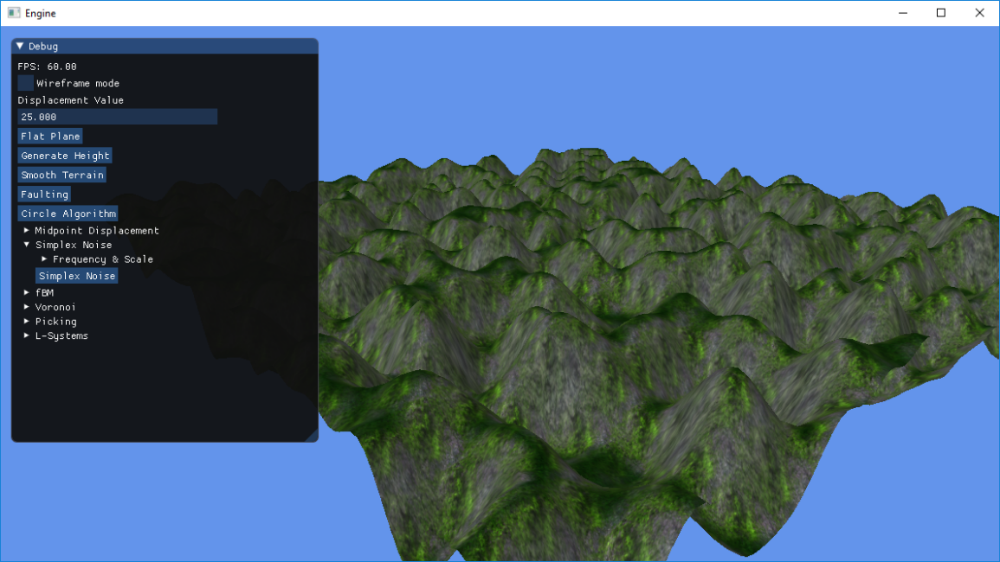 Engine
Debug
FPS: 60.00
Wireframe mode
Displacement Value
25.000
Flat Plane
Generate Height
Smooth Terrain
Faulting
Circle Algorithm
Midpoint Displacement
Simplex Noise
Frequency & Scale
Simplex Noise
fBM
Voronoi
Picking
L-Systems